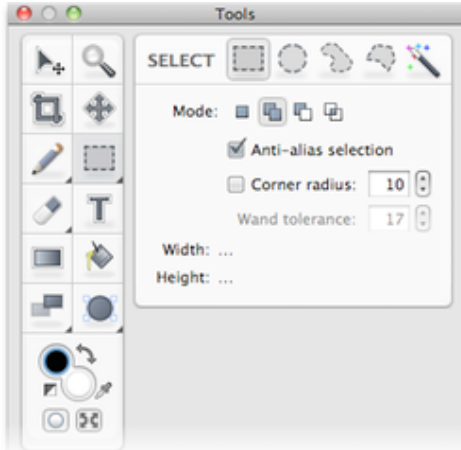 Tools
SELECT
Mode:
Anti-alias selection
Corner radius: 10
Wand tolerance: 17
Width: ...
Height: ...
T